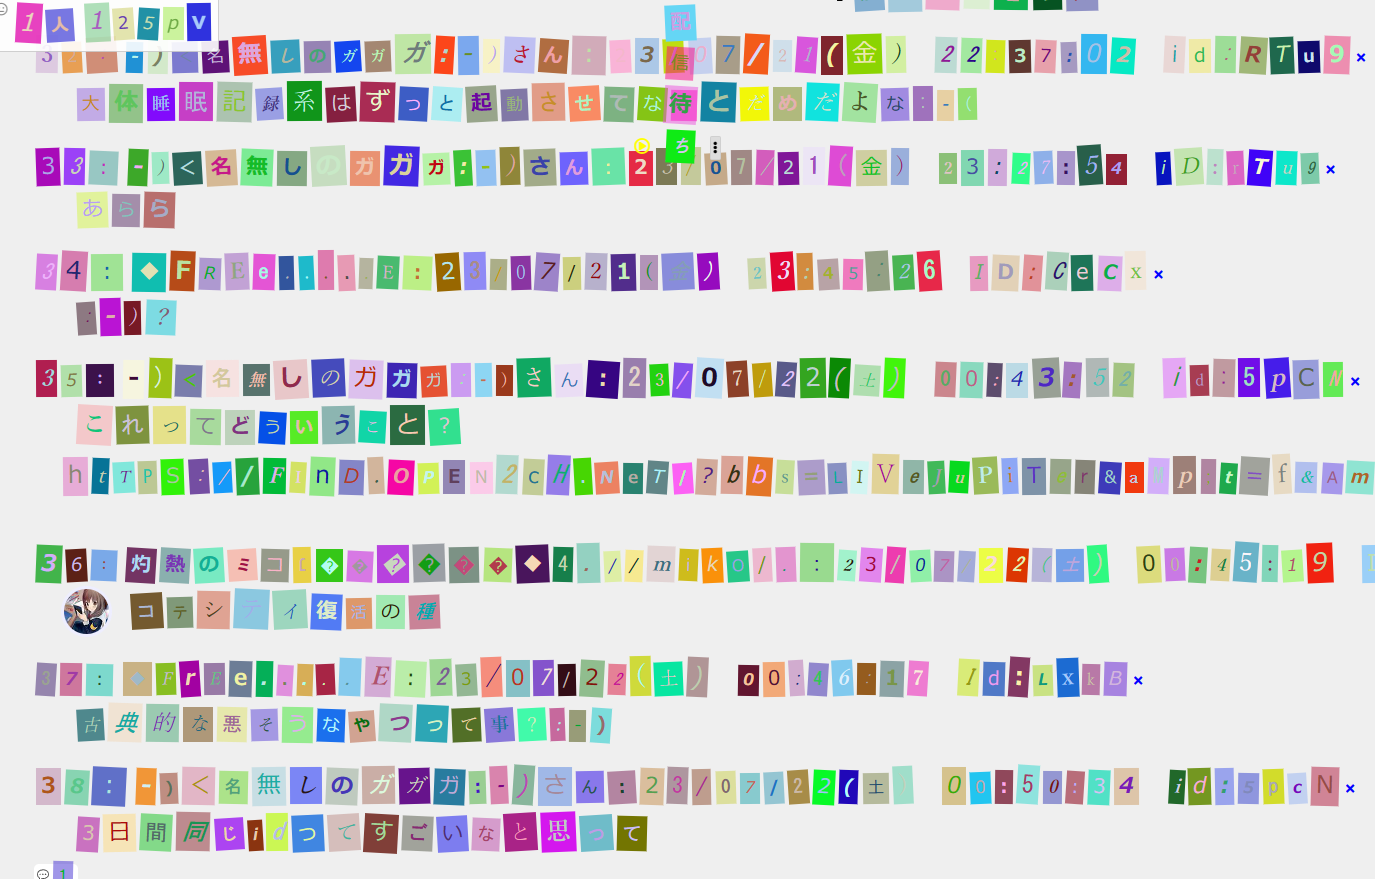 1人 125pv
32:-)<名無しのガガガ:-)さん:23/07/21(金) 22:37:02 id:RTu9×
大体睡眠記録系はずっと起動させてな とだめだよな:-(
配信待ち
33:-)<名無しのガガガ:-)さん:23/07/21(金) 23:27:54 iD:rTu9×
あらら
34:◆FREe....E:23/07/21(金) 23:45:26 ID:CeCx×
:-)?
35:-)<名無しのガガガ:-)さん:23/07/22(土) 00:43:52 id:5pCN×
これってどういうこと?
htTPS://FinD.OpEN2cH.NeT/?bbs=LIVeJuPiTer&aMp;t=f&Am
36:灼熱のミコ(������◆4.//miko/.:23/07/22(土) 00:45:19 I
コテシティ復活の種
37:◆FrEEe.....E:23/07/22(土) 00:46:17 Id:LxkB×
古典的な悪そうなやつって事?:-)
38:-)<名無しのガガガ:-)さん:23/07/22(土) 00:50:34 id:5pcN×
3日間同じidってすごいなと思って
1